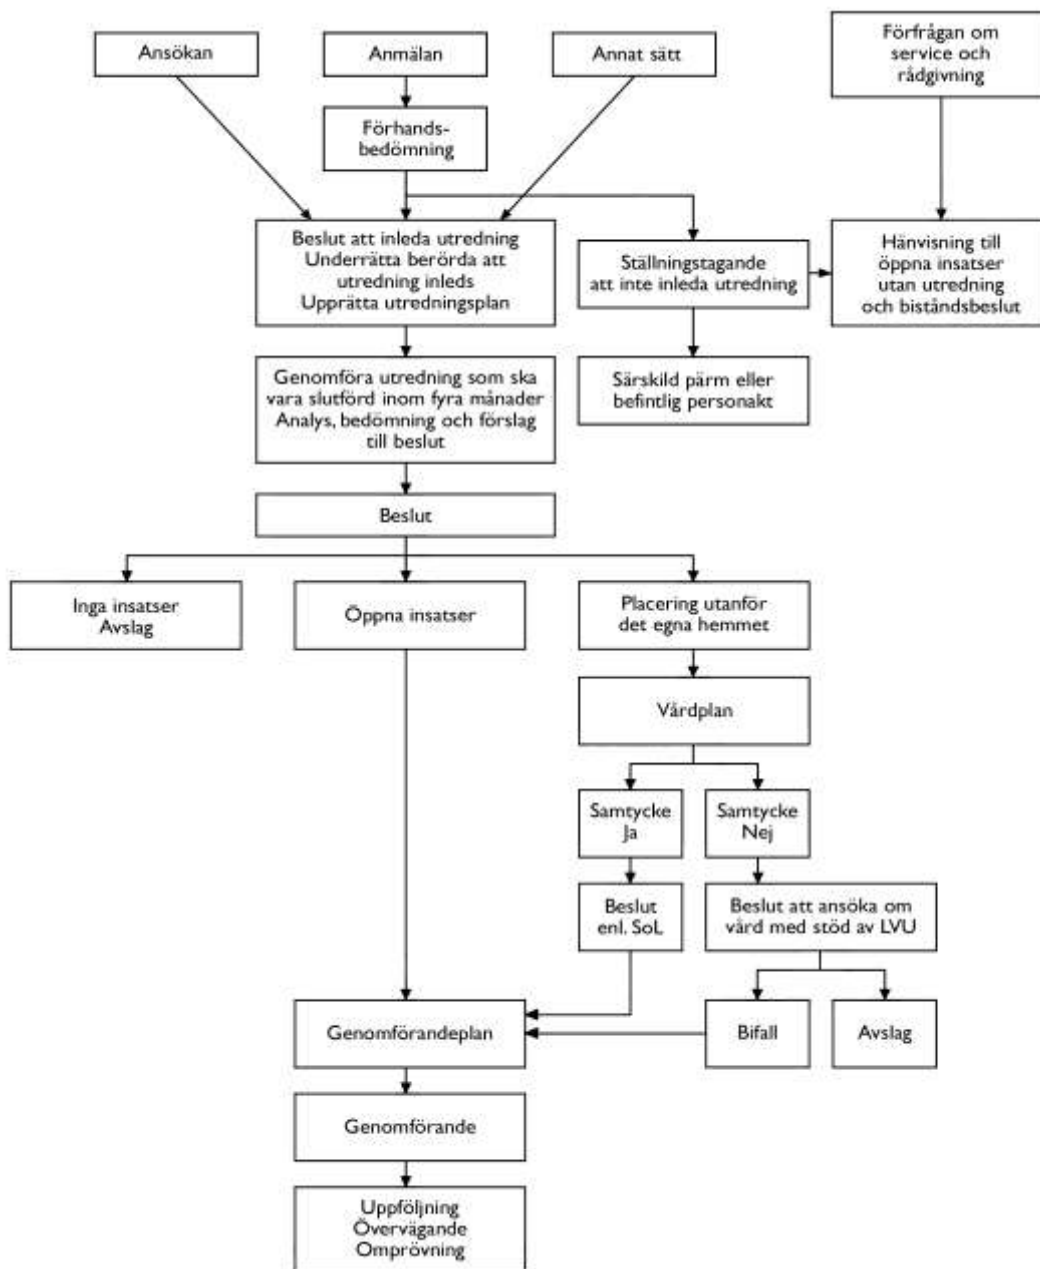 Ansökan
Anmälan
Annat sätt
Förfrågan om
service och
rådgivning
Förhands-
bedömning
Beslut att inleda utredning
Underrätta berörda att
utredning inleds
Upprätta utredningsplan
Ställningstagande
att inte inleda utredning
Hänvisning till
öppna insatser
utan utredning
och biståndsbeslut
Genomföra utredning som ska
vara slutförd inom fyra månader
Analys, bedömning och förslag
till beslut
Särskild pärm eller
befintlig personakt
Beslut
Inga insatser
Avslag
Öppna insatser
Placering utanför
det egna hemmet
Vårdplan
Samtycke
Ja
Samtycke
Nej
Beslut
enl. SoL
Beslut att ansöka om
vård med stöd av LVU
Genomförandeplan
Bifall
Avslag
Genomförande
Uppföljning
Övervägande
Omprövning